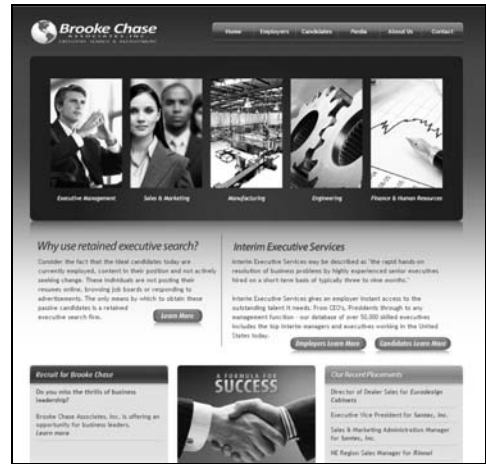 Brooke Chase
ASSOCIATES, INC.
EXECUTIVE SEARCH & RECRUITMENT
Home Employers Candidates Media About Us Contact
Executive Management Sales & Marketing Manufacturing Engineering Finance & Human Resources
Why use retained executive search?
Consider the fact that the ideal candidates today are
currently employed, content in their position and not actively
seeking change. These individuals are not posting their
resumes online, browsing job boards or responding to
advertisements. The only means by which to obtain these
passive candidates is a retained
executive search firm.
Learn More
Interim Executive Services
Interim Executive Services may be described as "the rapid hands-on
resolution of business problems by highly experienced senior executives
hired on a short term basis of typically three to nine months."
Interim Executive Services gives an employer instant access to the
outstanding talent it needs. From CEO's, Presidents through to any
management function - our database of over 50,000 skilled executives
includes the top interim managers and executives working in the United
States today.
Employers Learn More Candidates Learn More
Recruit for Brooke Chase
Do you miss the thrills of business
leadership?
Brooke Chase Associates, Inc. is offering an
opportunity for business leaders.
Learn more
A FORMULA FOR
SUCCESS
Our Recent Placements
Director of Dealer Sales for Eurodesign
Cabinets
Executive Vice President for Santec, Inc.
Sales & Marketing Administration Manager
for Santec, Inc.
NE Region Sales Manager for Rinnai